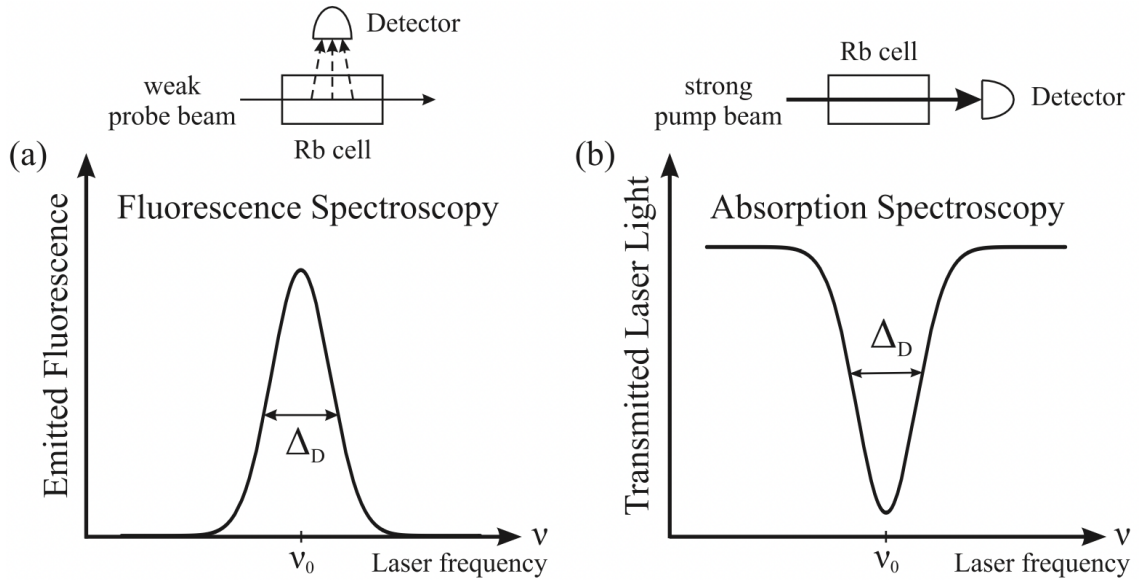 Detector
weak
probe beam
Rb cell
(a)
Fluorescence Spectroscopy
Emitted Fluorescence
Δ_D
ν₀
Laser frequency
ν
Rb cell
strong
pump beam
Detector
(b)
Absorption Spectroscopy
Transmitted Laser Light
Δ_D
ν₀
Laser frequency
ν